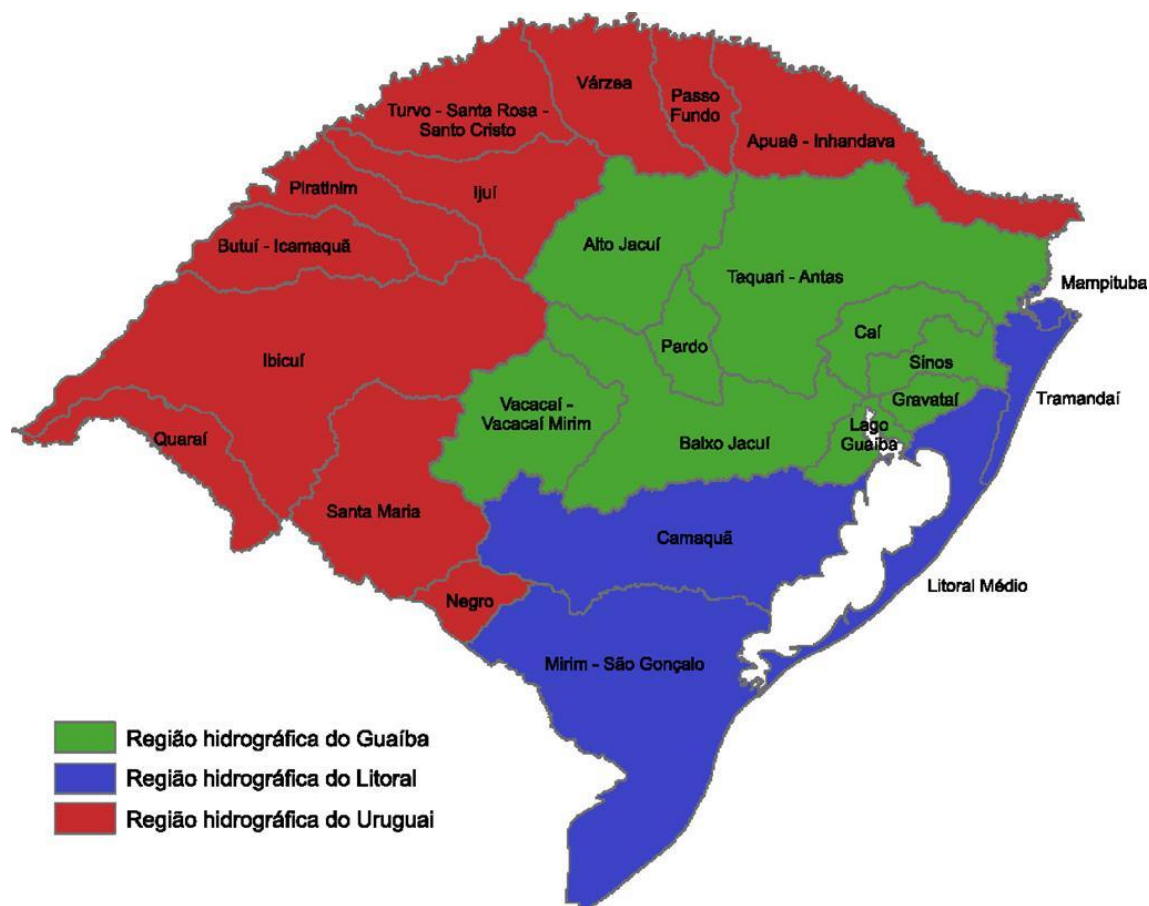 Várzea
Passo
Fundo
Turvo - Santa Rosa -
Santo Cristo
Apuaê - Inhandava
Piratinim
Ijuí
Butuí - Icamaquã
Alto Jacuí
Taquari - Antas
Mampituba
Caí
Pardo
Ibicuí
Sinos
Gravataí
Tramandaí
Vacacaí -
Vacacaí Mirim
Lago
Guaíba
Quaraí
Baixo Jacuí
Santa Maria
Camaquã
Litoral Médio
Negro
Mirim - São Gonçalo
Região hidrográfica do Guaíba
Região hidrográfica do Litoral
Região hidrográfica do Uruguai